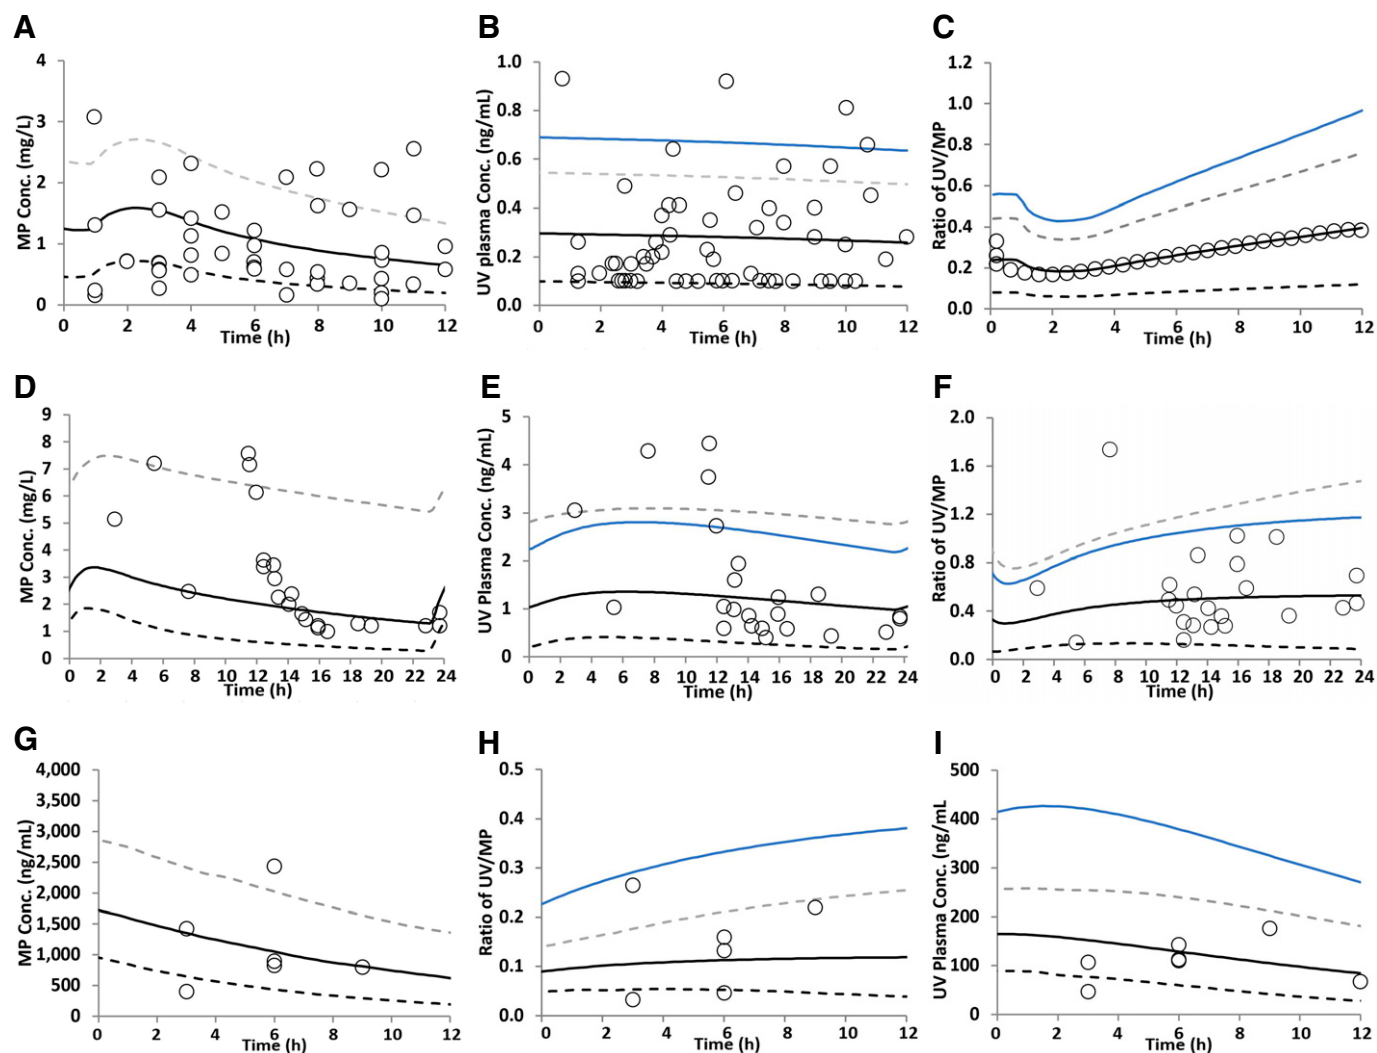 A
B
C
MP Conc. (mg/L)
4
3
2
1
0
0 2 4 6 8 10 12
Time (h)
UV plasma Conc. (ng/mL)
1.0
0.8
0.6
0.4
0.2
0.0
0 2 4 6 8 10 12
Time (h)
Ratio of UV/MP
1.2
1.0
0.8
0.6
0.4
0.2
0.0
0 2 4 6 8 10 12
Time (h)
D
E
F
MP Conc. (mg/L)
9
8
7
6
5
4
3
2
1
0
0 2 4 6 8 10 12 14 16 18 20 22 24
Time (h)
UV Plasma Conc. (ng/mL)
5
4
3
2
1
0
0 2 4 6 8 10 12 14 16 18 20 22 24
Time (h)
Ratio of UV/MP
2.0
1.6
1.2
0.8
0.4
0.0
0 2 4 6 8 10 12 14 16 18 20 22 24
Time (h)
G
H
I
MP Conc. (ng/mL)
4,000
3,500
3,000
2,500
2,000
1,500
1,000
500
0
0 2 4 6 8 10 12
Time (h)
Ratio of UV/MP
0.5
0.4
0.3
0.2
0.1
0.0
0 2 4 6 8 10 12
Time (h)
UV Plasma Conc. (ng/mL
500
400
300
200
100
0
0 2 4 6 8 10 12
Time (h)